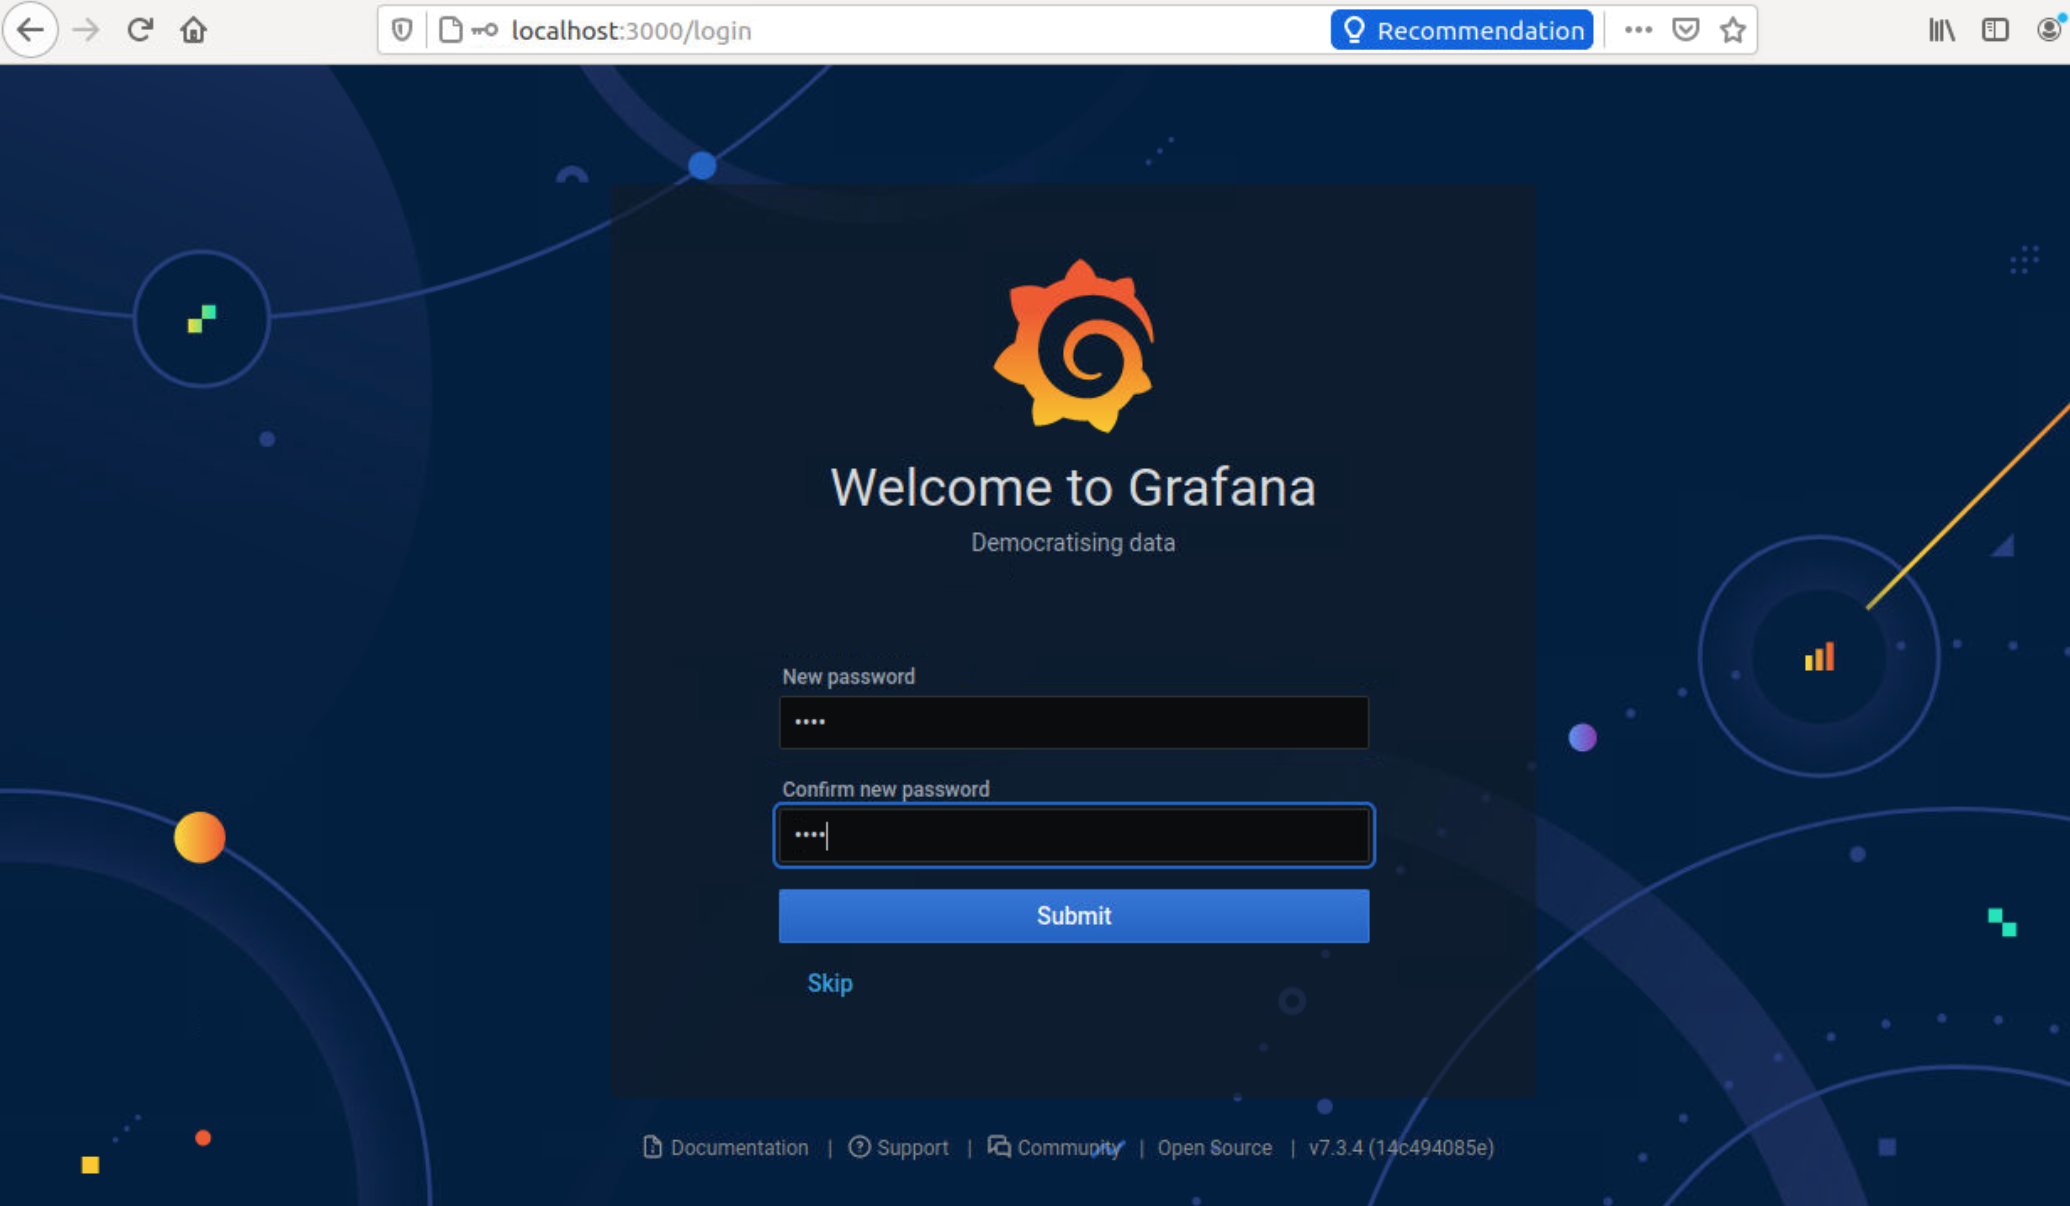 localhost:3000/login
Recommendation
Welcome to Grafana
Democratising data
New password
••••
Confirm new password
••••
Submit
Skip
Documentation | Support | Community | Open Source | v7.3.4 (14c494085e)